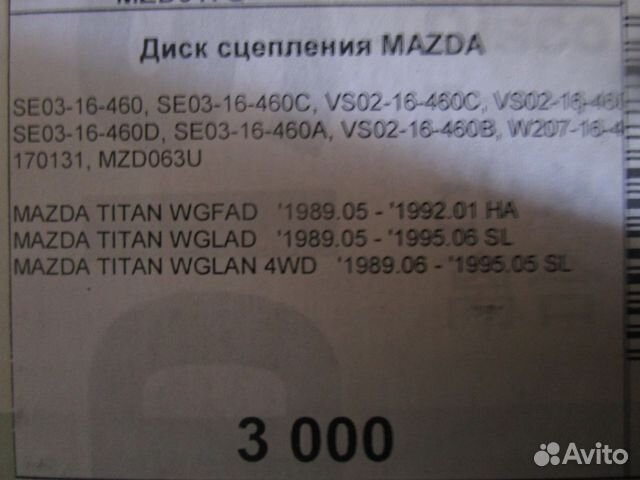 Диск сцепления MAZDA
SE03-16-460, SE03-16-460C, VS02-16-460C,
SE03-16-460D, SE03-16-460A, VS02-16-460B,
170131, MZD063U
MAZDA TITAN WGFAD '1989.05 - '1992.01 HA
MAZDA TITAN WGLAD '1989.05 - '1995.06 SL
MAZDA TITAN WGLAN 4WD '1989.06 - '1995.05 SL
3 000
Avito